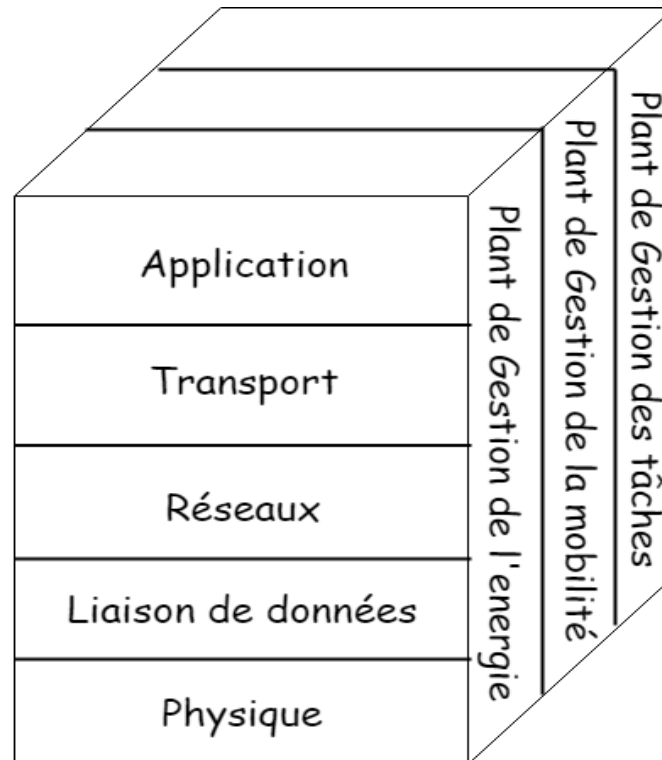 Application
Transport
Réseaux
Liaison de données
Physique
Plant de Gestion de l'energie
Plant de Gestion de la mobilité
Plant de Gestion des tâches